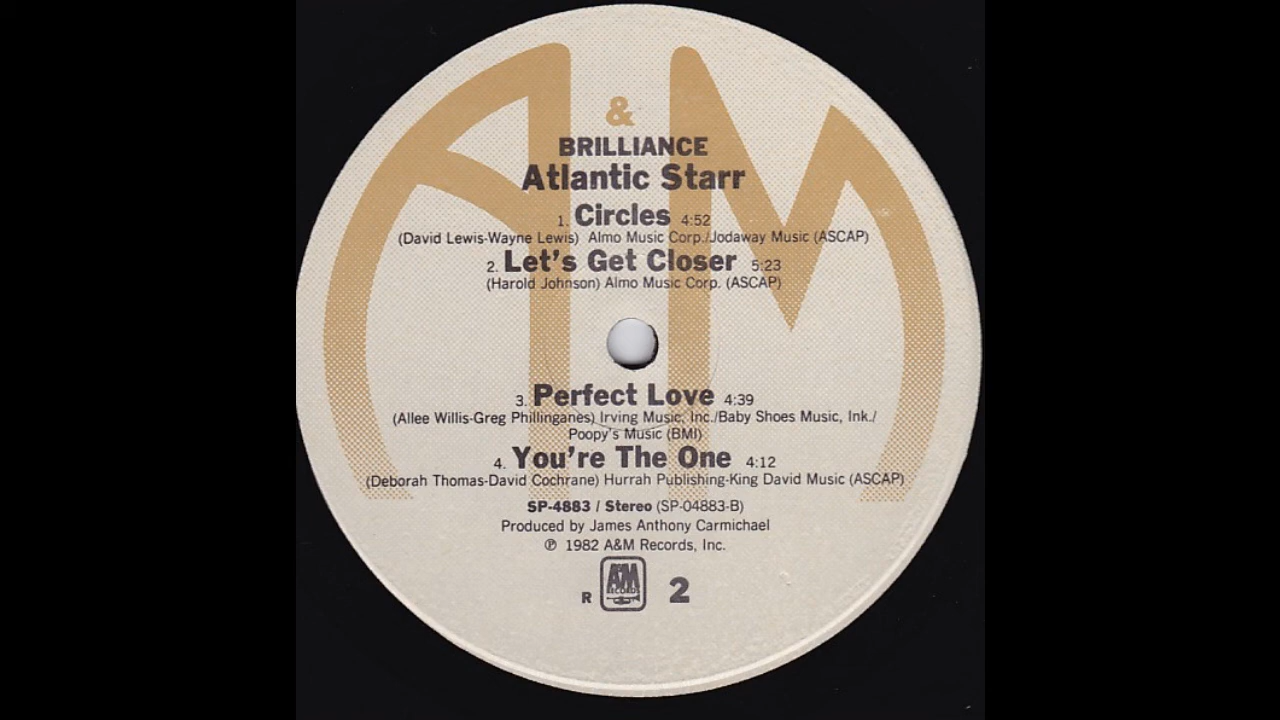 A & M
BRILLIANCE
Atlantic Starr
1. Circles 4:52
(David Lewis-Wayne Lewis) Almo Music Corp./Jodaway Music (ASCAP)
2. Let's Get Closer 5:23
(Harold Johnson) Almo Music Corp. (ASCAP)
3. Perfect Love 4:39
(Allee Willis-Greg Phillinganes) Irving Music, Inc./Baby Shoes Music, Ink./
Poopy's Music (BMI)
4. You're The One 4:12
(Deborah Thomas-David Cochrane) Hurrah Publishing-King David Music (ASCAP)
SP-4883 / Stereo (SP-04883-B)
Produced by James Anthony Carmichael
℗ 1982 A&M Records, Inc.
R A&M RECORDS 2